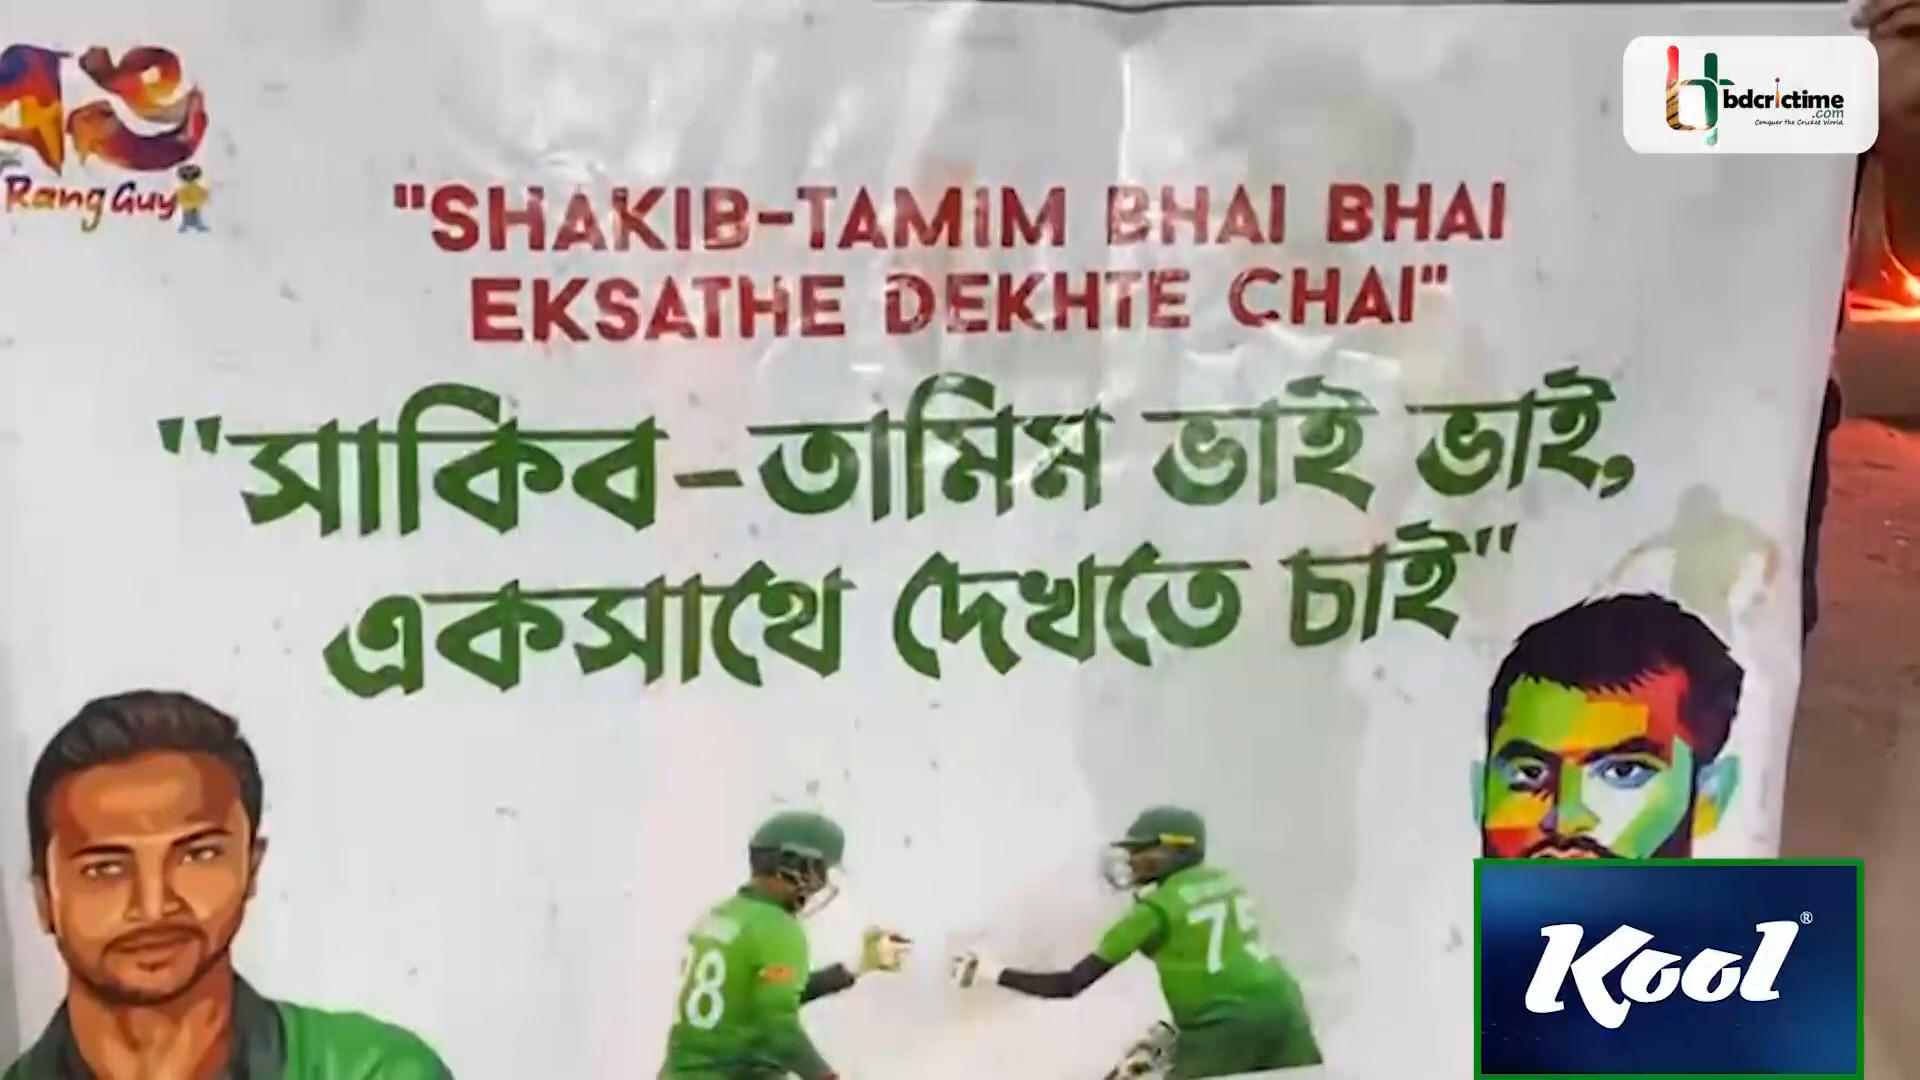 রং
Rang Guy
bdcrictime
.com
Conquer the Cricket World
"SHAKIB-TAMIM BHAI BHAI
EKSATHE DEKHTE CHAI"
"সাকিব-তামিম ভাই ভাই,
একসাথে দেখতে চাই"
75
Kool®